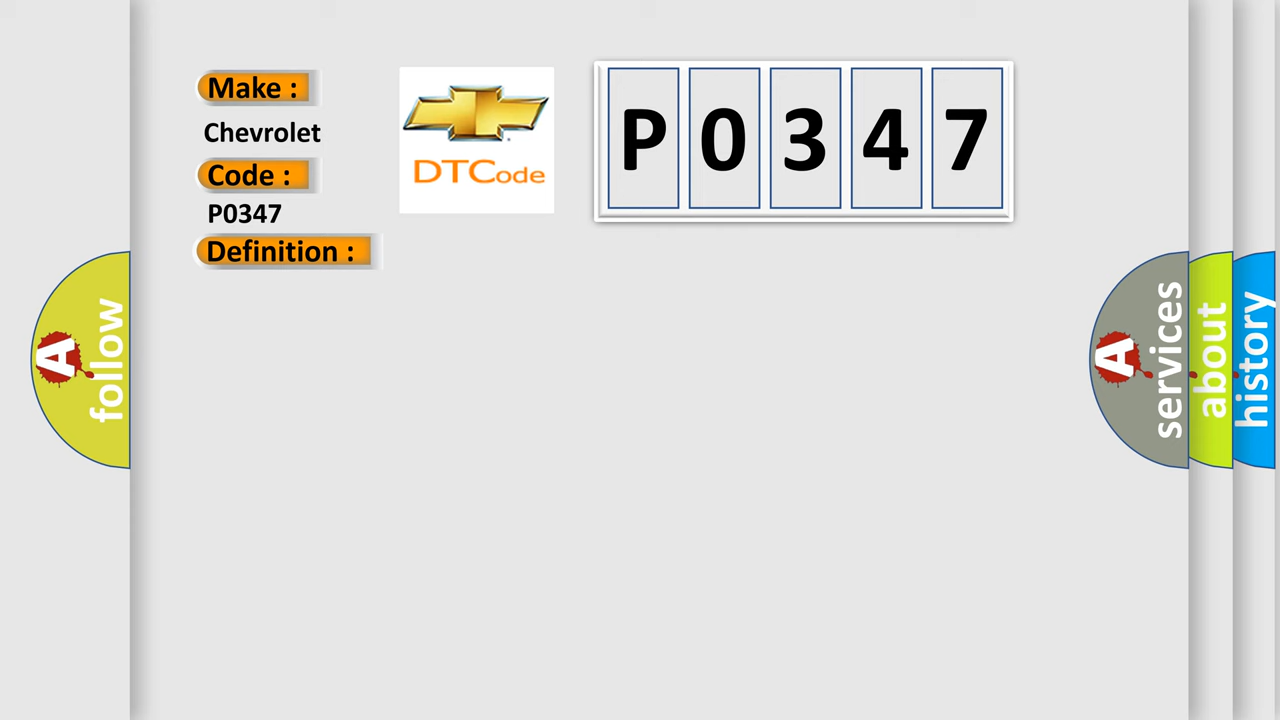 Make :
Chevrolet
Code :
P0347
Definition :
DTCode
P0347
A follow
A services
about
history